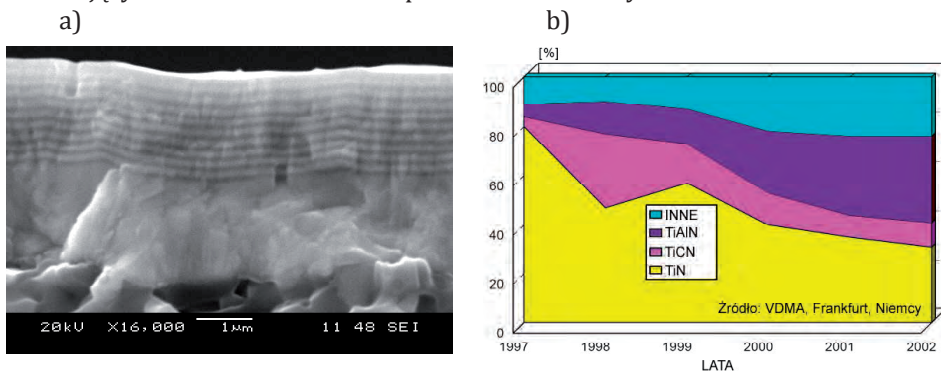 a)
b)
20kV X16,000 1μm 11 48 SEI
[%]
100
80
60
40
20
0
INNE
TiAlN
TiCN
TiN
Źródło: VDMA, Frankfurt, Niemcy
1997 1998 1999 2000 2001 2002
LATA